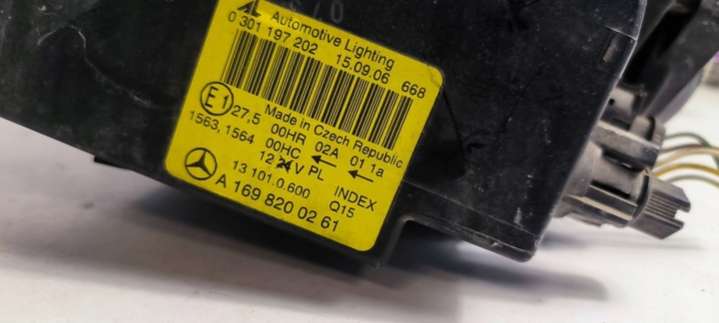 AL Automotive Lighting
0 301 197 202 15.09.06 668
Made in Czech Republic
E1 27,5 00HR 02A 01 1a
1563, 1564 00HC ← ←
12 V PL
13 101.0.600 INDEX
Q15
A 169 820 02 61